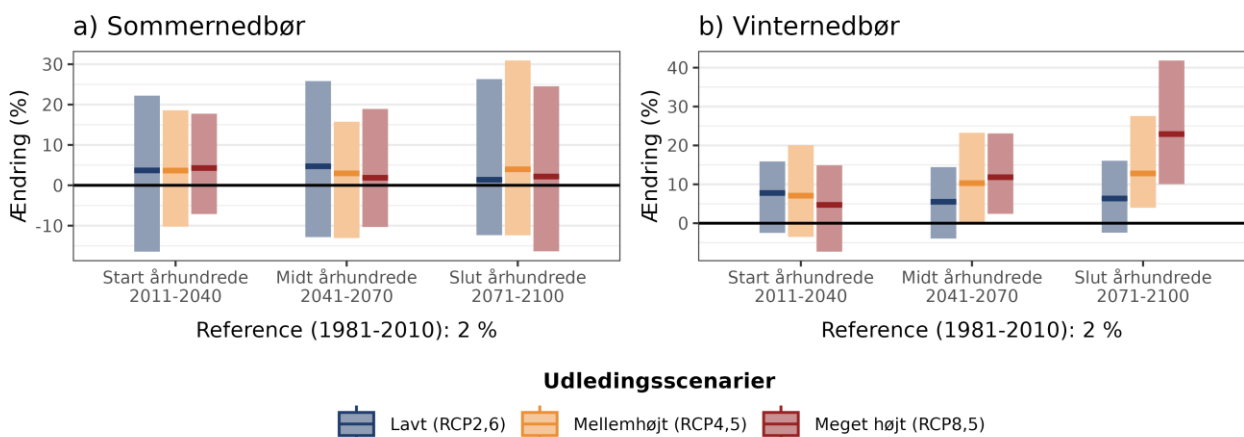 a) Sommernedbør
Ændring (%)
30
20
10
0
-10
Start århundrede
2011-2040
Midt århundrede
2041-2070
Slut århundrede
2071-2100
Reference (1981-2010): 2 %
b) Vinternedbør
Ændring (%)
40
30
20
10
0
Start århundrede
2011-2040
Midt århundrede
2041-2070
Slut århundrede
2071-2100
Reference (1981-2010): 2 %
Udledingsscenarier
Lavt (RCP2,6)
Mellemhøjt (RCP4,5)
Meget højt (RCP8,5)